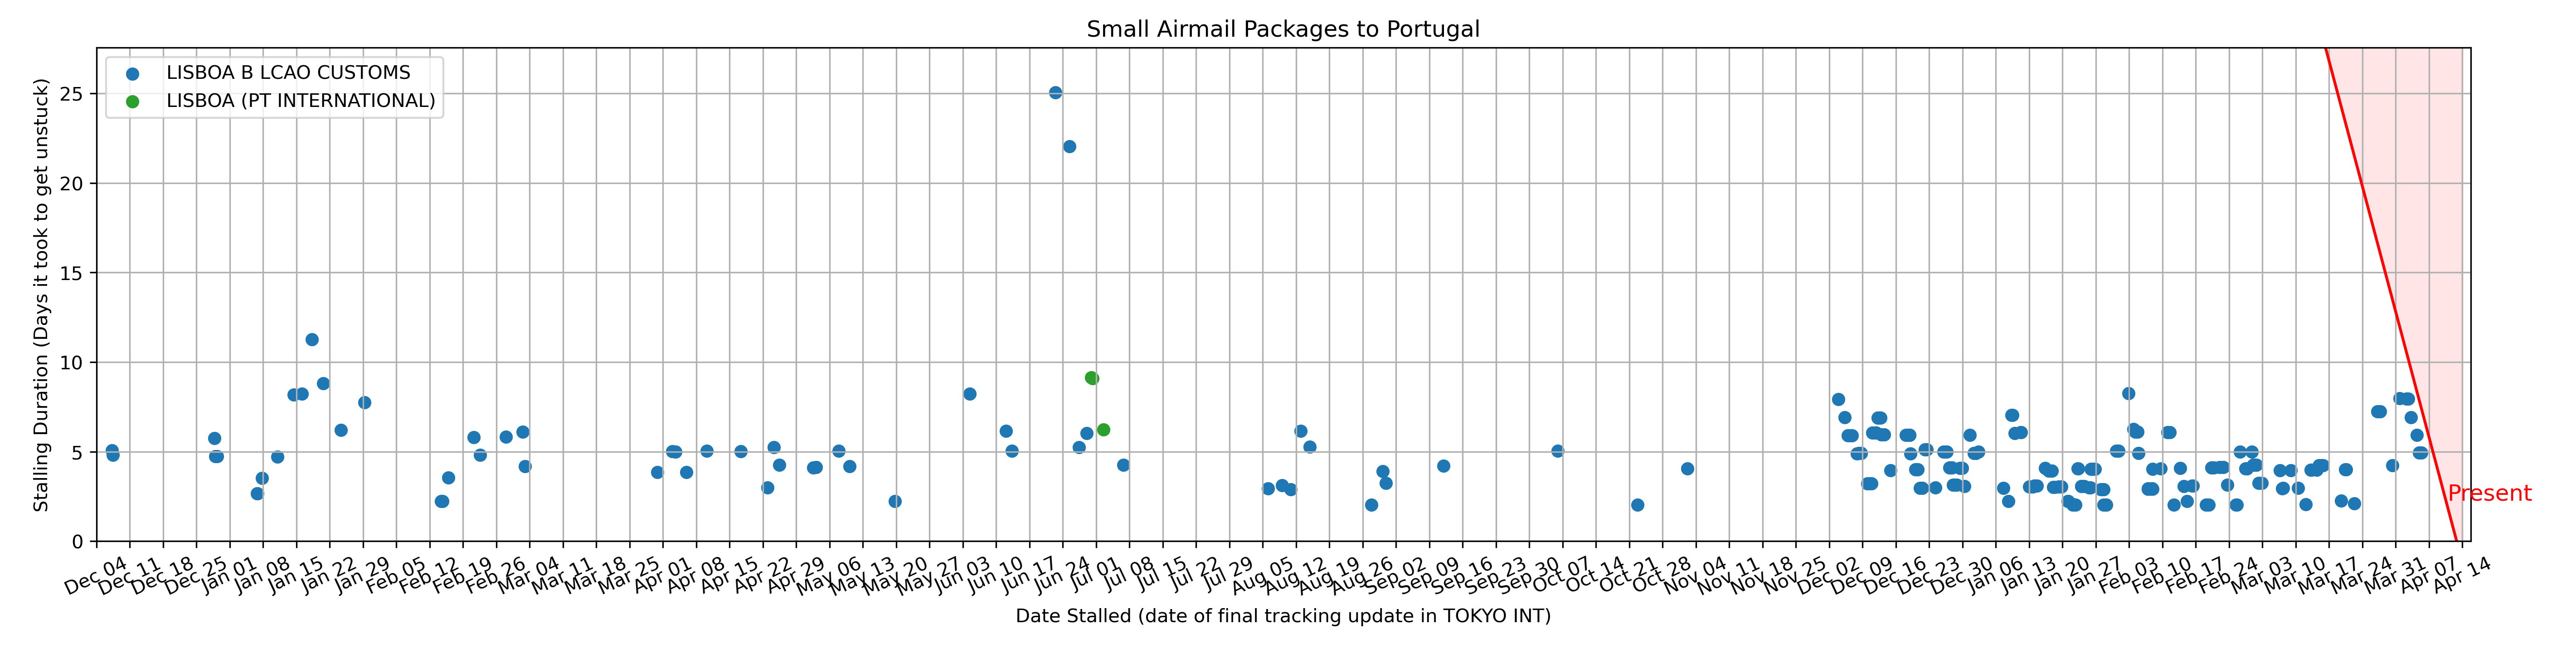 Small Airmail Packages to Portugal
LISBOA B LCAO CUSTOMS
LISBOA (PT INTERNATIONAL)
Stalling Duration (Days it took to get unstuck)
25
20
15
10
5
0
Present
Dec 04 Dec 11 Dec 18 Dec 25 Jan 01 Jan 08 Jan 15 Jan 22 Jan 29 Feb 05 Feb 12 Feb 19 Feb 26 Mar 04 Mar 11 Mar 18 Mar 25 Apr 01 Apr 08 Apr 15 Apr 22 Apr 29 May 06 May 13 May 20 May 27 Jun 03 Jun 10 Jun 17 Jun 24 Jul 01 Jul 08 Jul 15 Jul 22 Jul 29 Aug 05 Aug 12 Aug 19 Aug 26 Sep 02 Sep 09 Sep 16 Sep 23 Sep 30 Oct 07 Oct 14 Oct 21 Oct 28 Nov 04 Nov 11 Nov 18 Nov 25 Dec 02 Dec 09 Dec 16 Dec 23 Dec 30 Jan 06 Jan 13 Jan 20 Jan 27 Feb 03 Feb 10 Feb 17 Feb 24 Mar 03 Mar 10 Mar 17 Mar 24 Mar 31 Apr 07 Apr 14
Date Stalled (date of final tracking update in TOKYO INT)